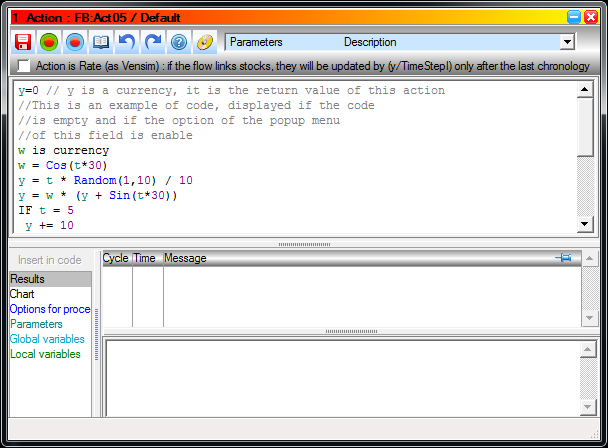 1 Action : FB:Act05 / Default
Parameters Description
Action is Rate (as Vensim) : if the flow links stocks, they will be updated by (y/TimeStepI) only after the last chronology
y=0 // y is a currency, it is the return value of this action
//This is an example of code, displayed if the code
//is empty and if the option of the popup menu
//of this field is enable
w is currency
w = Cos(t*30)
y = t * Random(1,10) / 10
y = w * (y + Sin(t*30))
IF t = 5
y += 10
Insert in code
Cycle Time Message
Results
Chart
Options for proce
Parameters
Global variables
Local variables